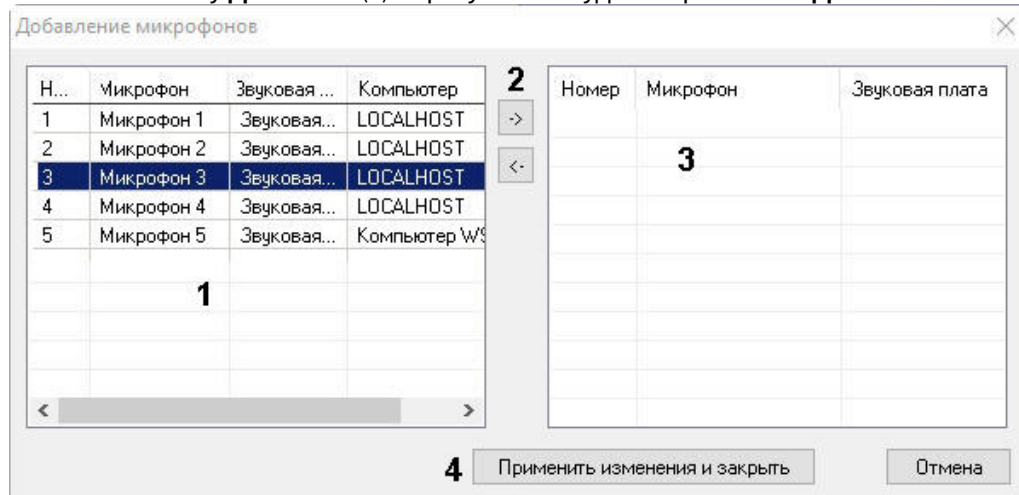 Добавление микрофонов
Н... Микрофон Звуковая ... Компьютер
1 Микрофон 1 Звуковая... LOCALHOST
2 Микрофон 2 Звуковая... LOCALHOST
3 Микрофон 3 Звуковая... LOCALHOST
4 Микрофон 4 Звуковая... LOCALHOST
5 Микрофон 5 Звуковая... Компьютер WS
1
2
->
<-
Номер Микрофон Звуковая плата
3
4 Применить изменения и закрыть Отмена